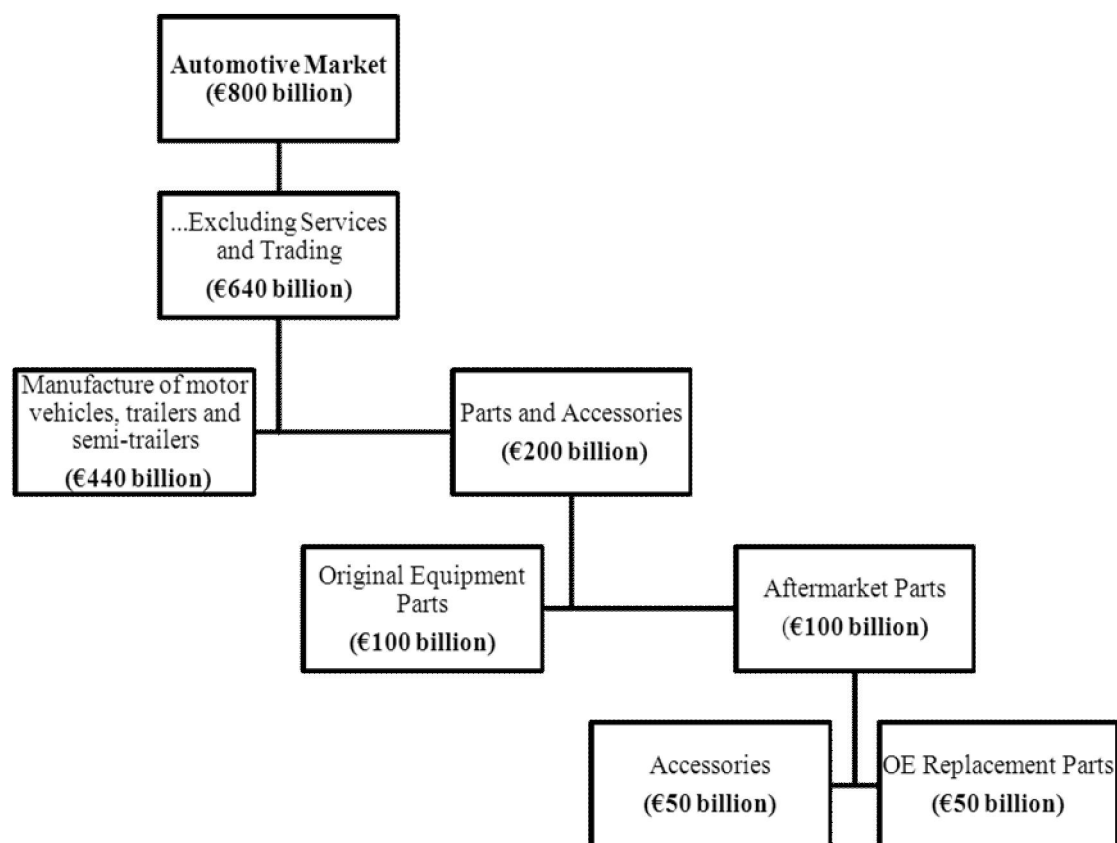 Automotive Market
(€800 billion)
...Excluding Services
and Trading
(€640 billion)
Manufacture of motor
vehicles, trailers and
semi-trailers
(€440 billion)
Parts and Accessories
(€200 billion)
Original Equipment
Parts
(€100 billion)
Aftermarket Parts
(€100 billion)
Accessories
(€50 billion)
OE Replacement Parts
(€50 billion)